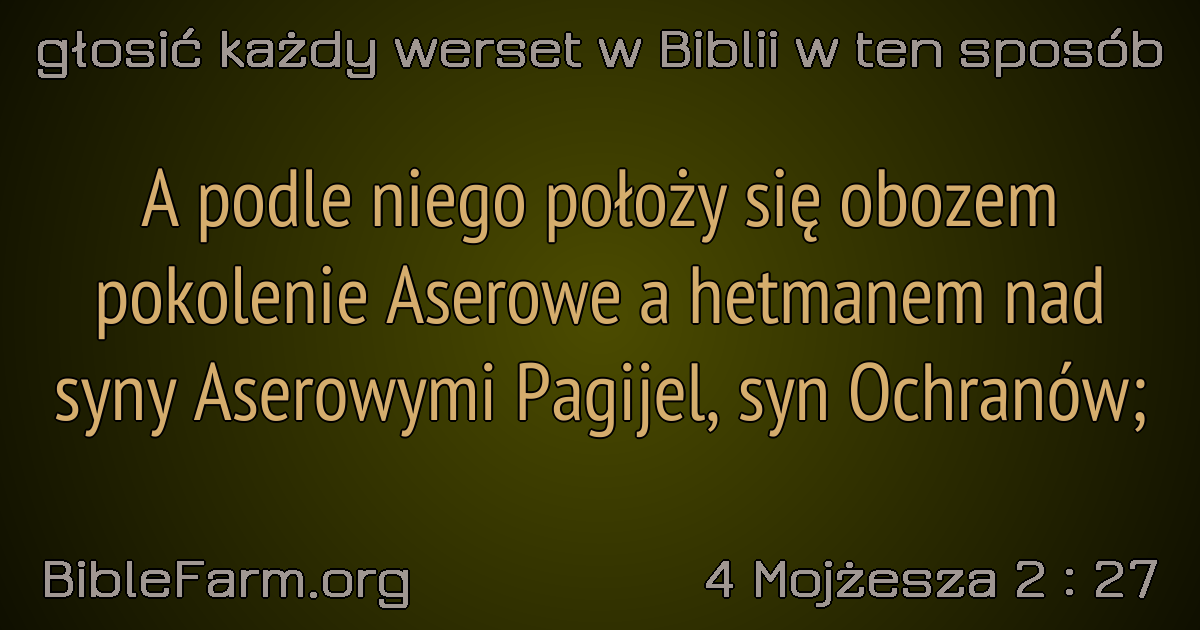 głosić każdy werset w Biblii w ten sposób
A podle niego położy się obozem
pokolenie Aserowe a hetmanem nad
syny Aserowymi Pagijel, syn Ochranów;
BibleFarm.org
4 Mojżesza 2 : 27